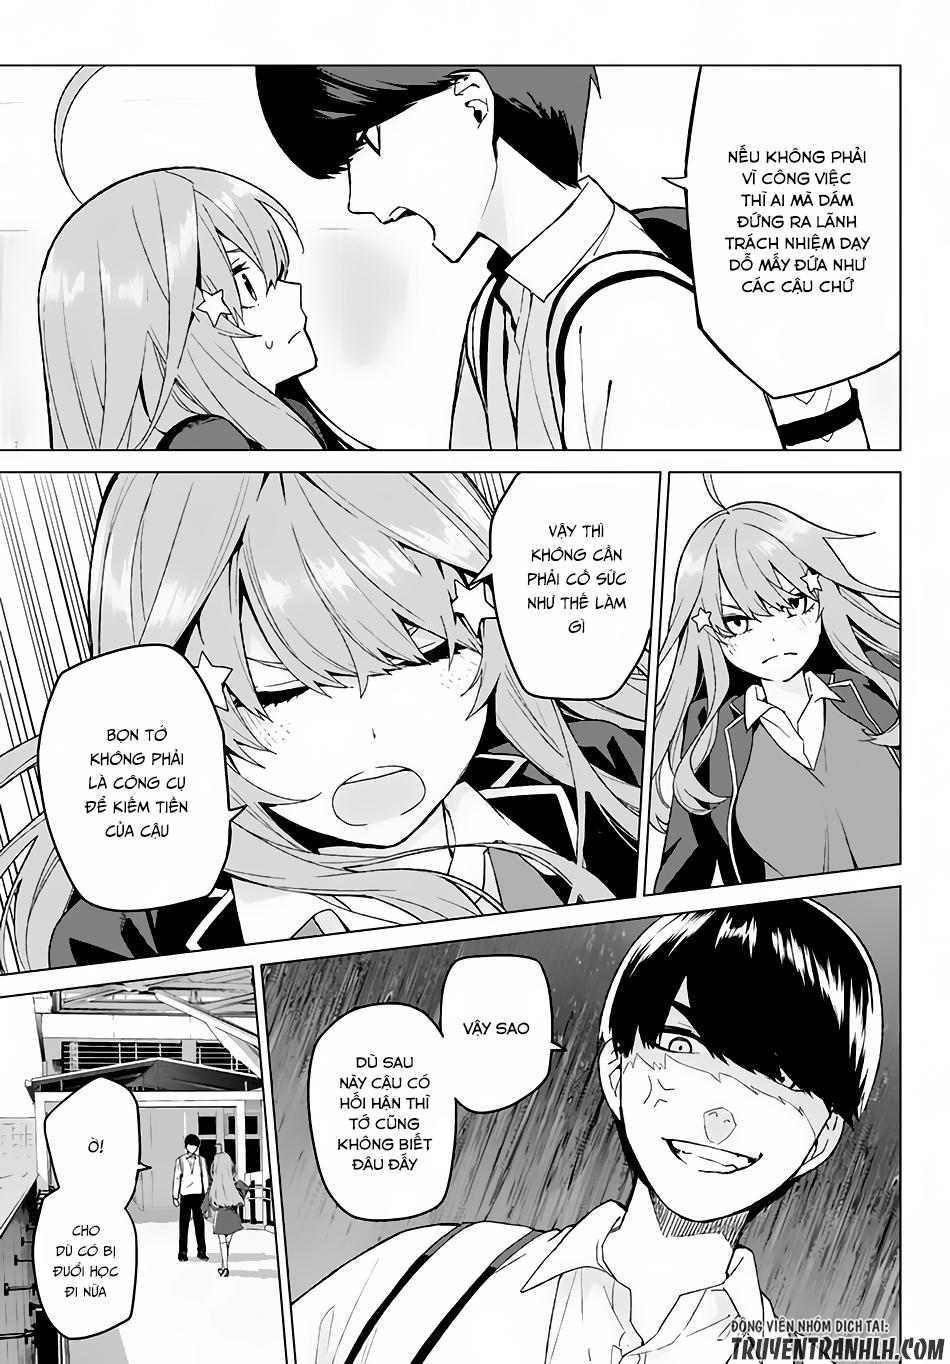 NẾU KHÔNG PHẢI
VÌ CÔNG VIỆC
THÌ AI MÀ DÁM
ĐỨNG RA LÃNH
TRÁCH NHIỆM DẠY
DỖ MẤY ĐỨA NHƯ
CÁC CẬU CHỨ
VẬY THÌ
KHÔNG CẦN
PHẢI CỐ SỨC
NHƯ THẾ LÀM
GÌ
BỌN TỚ
KHÔNG PHẢI
LÀ CÔNG CỤ
ĐỂ KIẾM TIỀN
CỦA CẬU
VẬY SAO
DÙ SAU
NÀY CẬU CÓ
HỐI HẬN THÌ
TỚ CŨNG
KHÔNG BIẾT
ĐÂU ĐẤY
Ờ!
CHO
DÙ CÓ BỊ
ĐUỔI HỌC
ĐI NỮA
ĐỘNG VIÊN NHÓM DỊCH TẠI:
TRUYENTRANHLH.COM